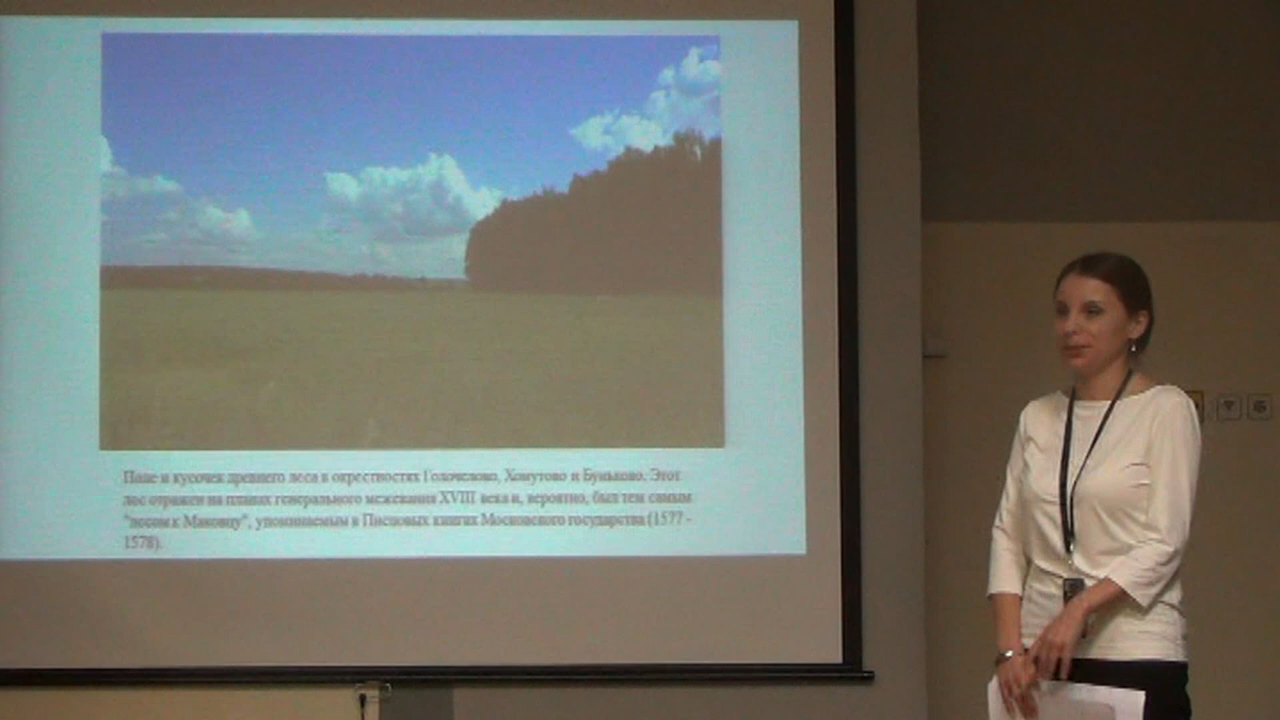 Поле и кусочек древнего леса в окрестностях Голочелово, Хомутово и Буньково. Этот
лес отражен на планах генерального межевания XVIII века и, вероятно, был тем самым
"лесом к Маковцу", упоминаемым в Писцовых книгах Московского государства (1577 -
1578).